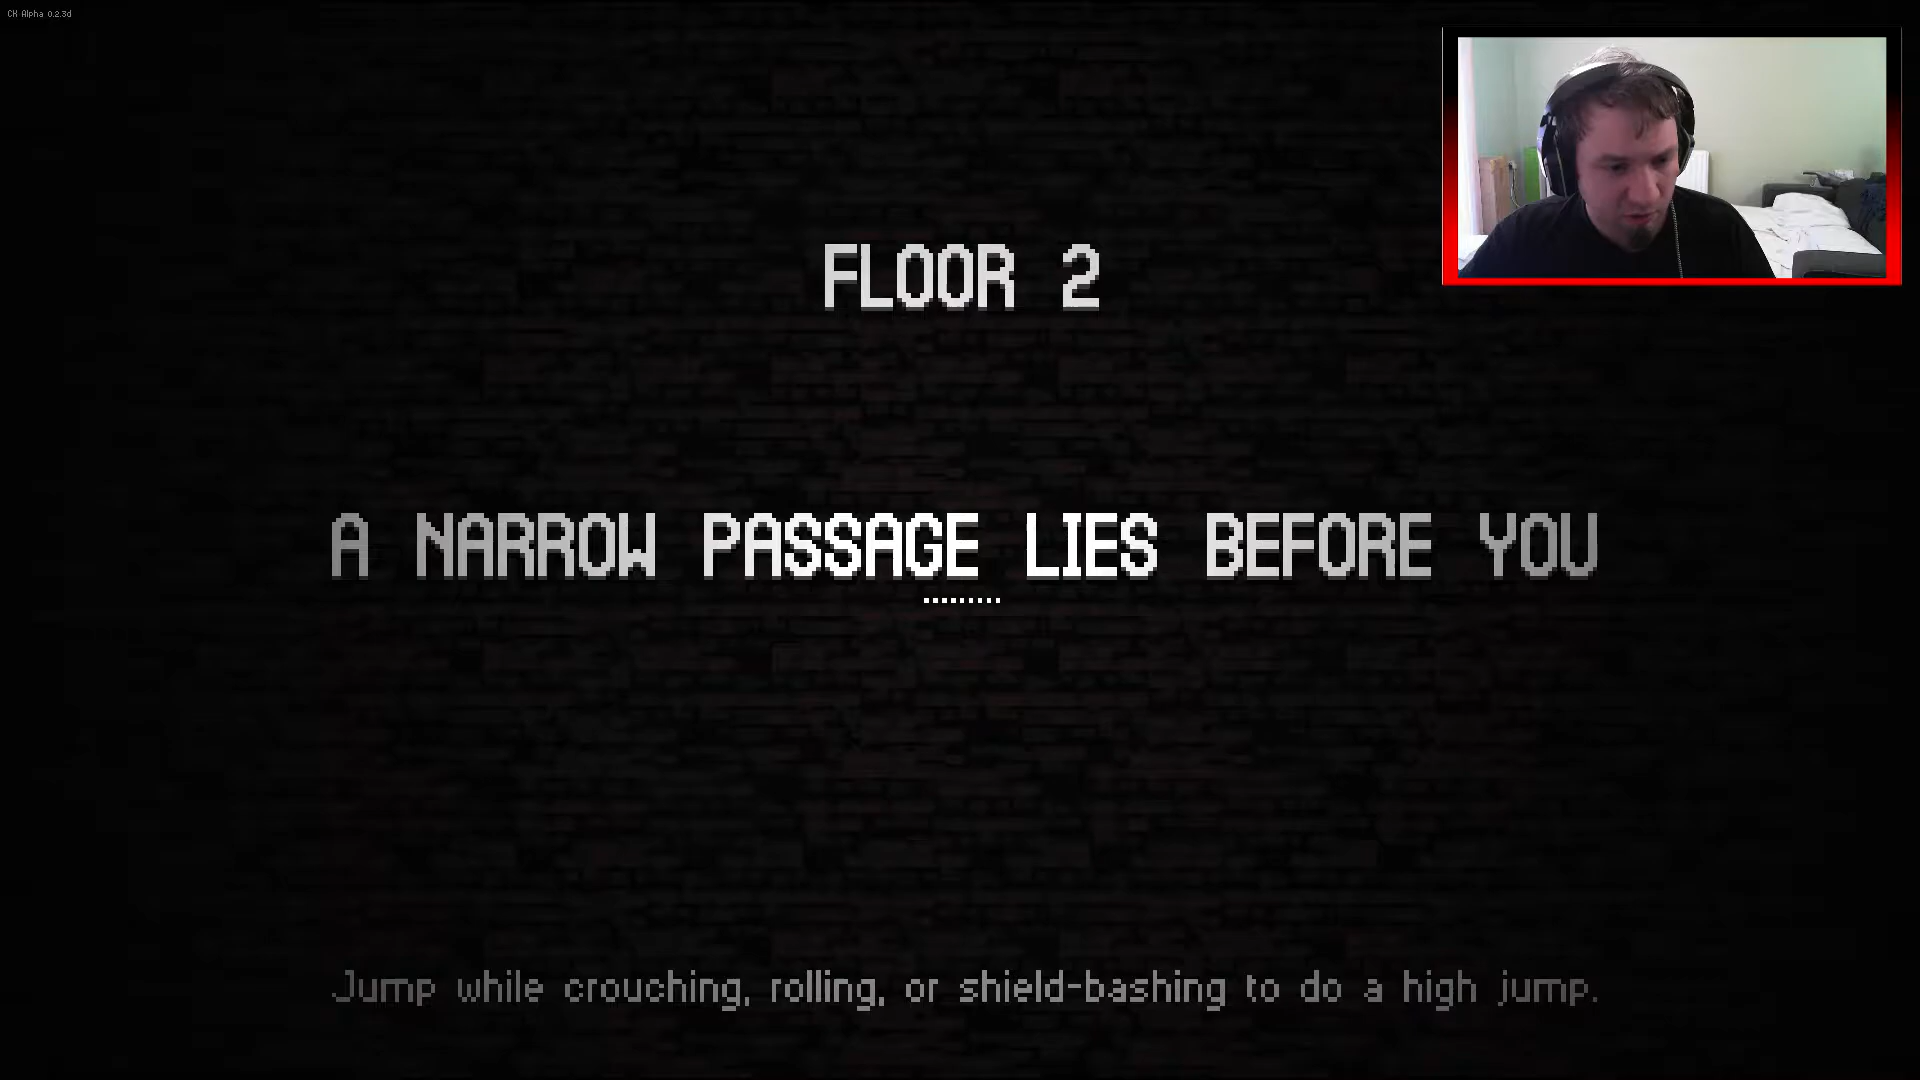 CK Alpha 0.2.3d
FLOOR 2
A NARROW PASSAGE LIES BEFORE YOU
.........
Jump while crouching, rolling, or shield-bashing to do a high jump.